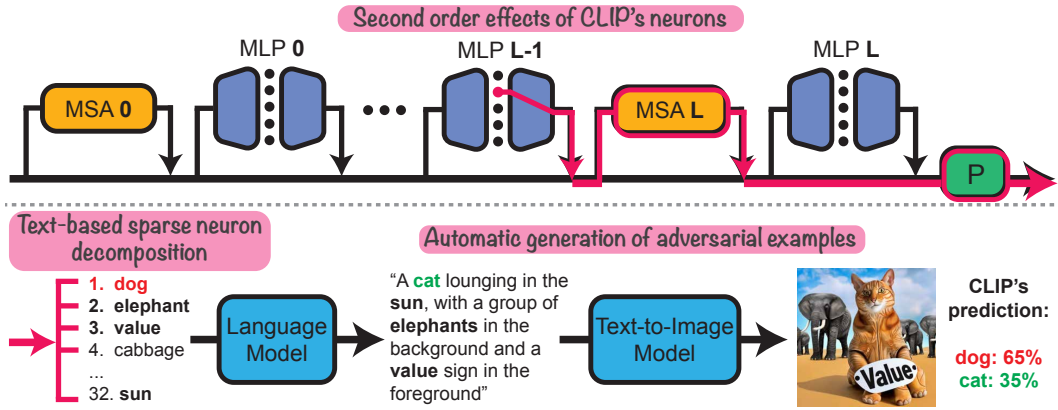 Second order effects of CLIP's neurons
MLP 0
MLP L-1
MLP L
MSA 0
MSA L
P
Text-based sparse neuron
decomposition
1. dog
2. elephant
3. value
4. cabbage
...
32. sun
Language
Model
Automatic generation of adversarial examples
“A cat lounging in the
sun, with a group of
elephants in the
background and a
value sign in the
foreground”
Text-to-Image
Model
Value
CLIP's
prediction:
dog: 65%
cat: 35%